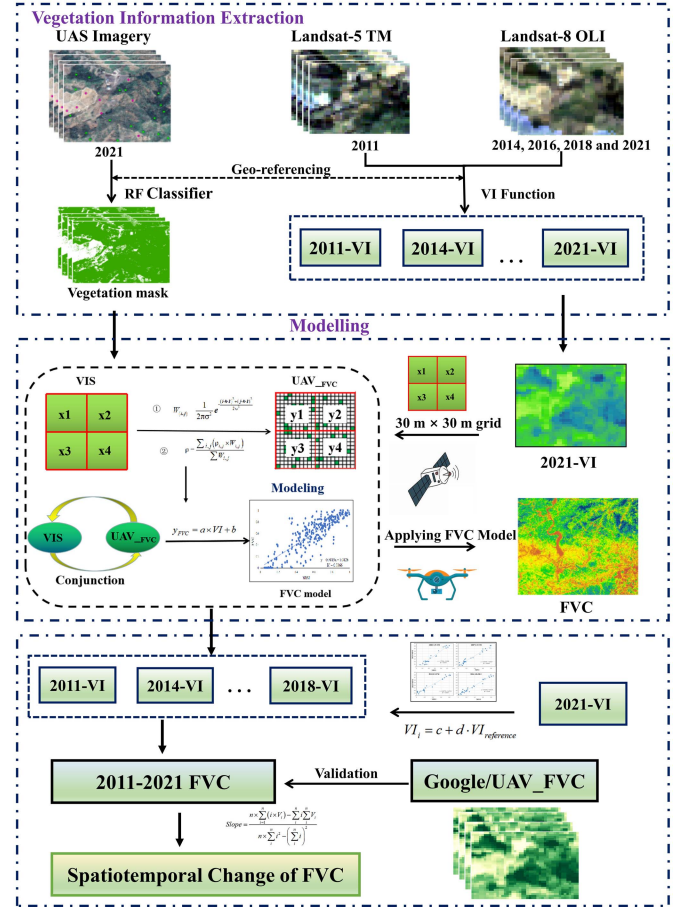 Vegetation Information Extraction
UAS Imagery
Landsat-5 TM
Landsat-8 OLI
2021
2011
2014, 2016, 2018 and 2021
Geo-referencing
RF Classifier
VI Function
2011-VI
2014-VI
...
2021-VI
Vegetation mask
Modelling
VIS
x1 x2
x3 x4
①
②
UAV_FVC
y1 y2
y3 y4
x1 x2
x3 x4
30 m × 30 m grid
2021-VI
Modeling
VIS
UAV_FVC
Conjunction
y_FVC = a×VI + b
FVC model
Applying FVC Model
FVC
2011-VI
2014-VI
...
2018-VI
2021-VI
VI_i = c + d · VI_reference
2011-2021 FVC
Validation
Google/UAV_FVC
Slope =
Spatiotemporal Change of FVC